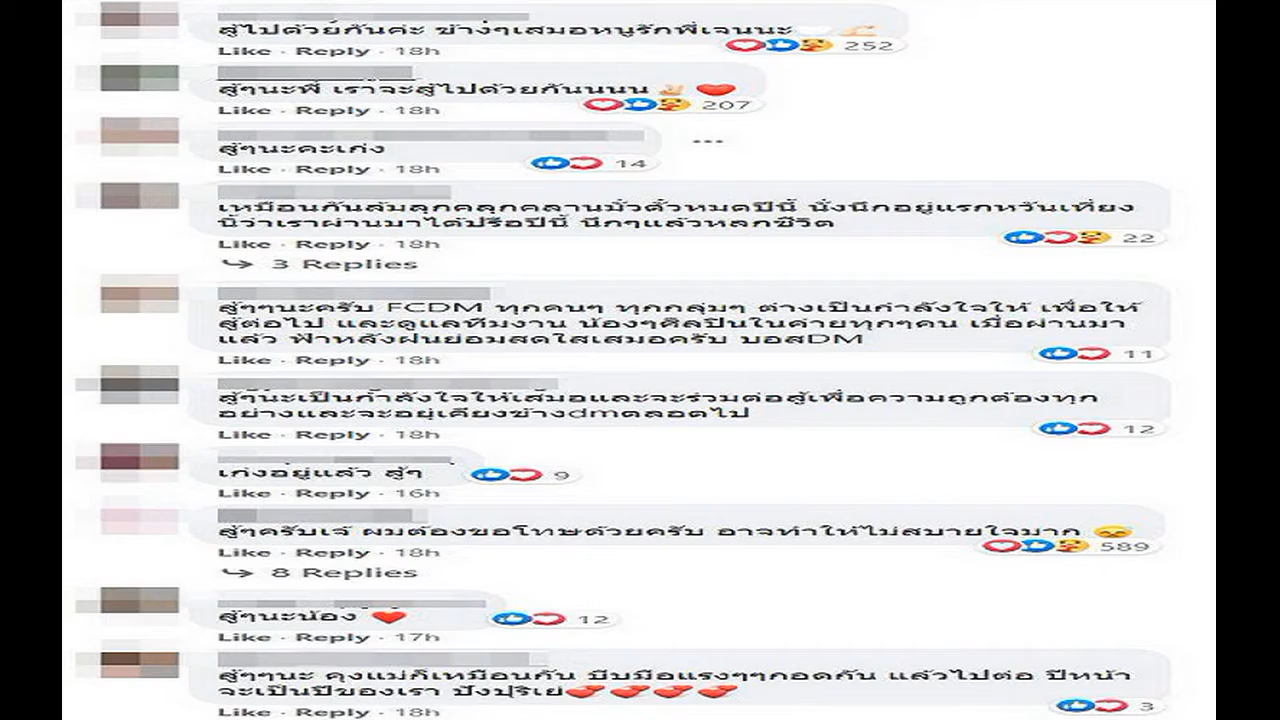 สู้ไปด้วยกันค่ะ ข้างๆเสมอหนูรักพี่เจนนะ
252
Like · Reply · 18h
สู้ๆนะพี่ เราจะสู้ไปด้วยกันนนน
207
Like · Reply · 18h
สู้ๆนะคะเก่ง
14
Like · Reply · 18h
เหมือนกันล้มลุกคลุกคลานบั่วคั่วหมดปีนี้ นั่งนึกอยู่แรกหวันเที่ยง
นี้ว่าเราผ่านมาได้ปรือปีนี้ นึกๆแล้วหลกชีวิต
22
Like · Reply · 18h
3 Replies
สู้ๆๆนะครับ FCDM ทุกคนๆ ทุกกลุ่มๆ ต่างเป็นกำลังใจให้ เพื่อให้
สู้ต่อไป และดูแลทีมงาน น้องๆศิลปินในค่ายทุกๆคน เมื่อผ่านมา
แล้ว ฟ้าหลังฝนย่อมสดใสเสมอครับ บอสDM
11
Like · Reply · 18h
สู้ๆน่ะเป็นกำลังใจให้เสมอและจะร่วมต่อสู้เพื่อความถูกต้องทุก
อย่างและจะอยู่เคียงข้างdmตลอดไป
12
Like · Reply · 18h
เก่งอยู่แล้ว สู้ๆ
9
Like · Reply · 16h
สู้ๆครับเจ้ ผมต้องขอโทษด้วยครับ อาจทำให้ไม่สบายใจมาก
589
Like · Reply · 18h
8 Replies
สู้ๆนะน้อง
12
Like · Reply · 17h
สู้ๆๆนะ คุงแม่ก็เหมือนกัน บีบมือแรงๆๆกอดกัน แล้วไปต่อ ปีหน้า
จะเป็นปีของเรา ปังปุริเย่
3
Like · Reply · 18h